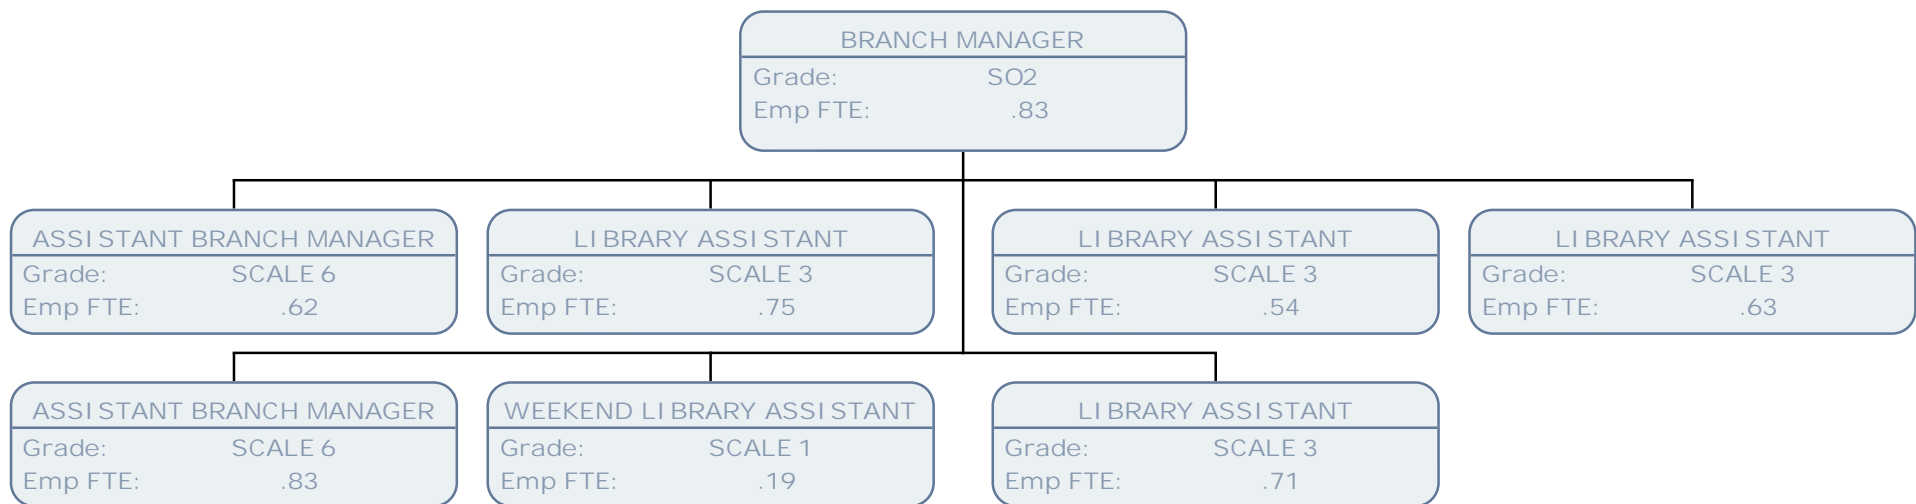 BRANCH MANAGER
Grade: SO2
Emp FTE: .83
ASSISTANT BRANCH MANAGER
Grade: SCALE 6
Emp FTE: .62
LIBRARY ASSISTANT
Grade: SCALE 3
Emp FTE: .75
LIBRARY ASSISTANT
Grade: SCALE 3
Emp FTE: .54
LIBRARY ASSISTANT
Grade: SCALE 3
Emp FTE: .63
ASSISTANT BRANCH MANAGER
Grade: SCALE 6
Emp FTE: .83
WEEKEND LIBRARY ASSISTANT
Grade: SCALE 1
Emp FTE: .19
LIBRARY ASSISTANT
Grade: SCALE 3
Emp FTE: .71